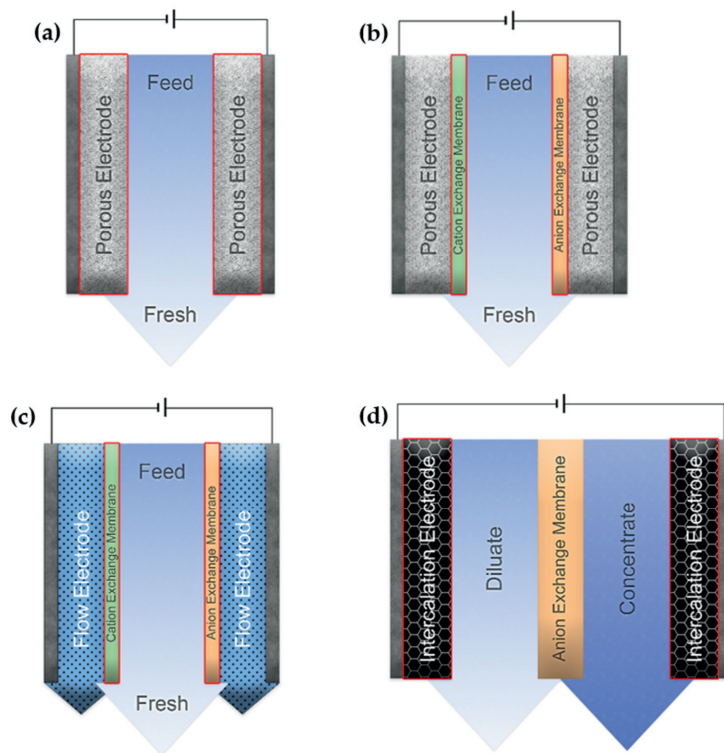 (a)
Porous Electrode
Feed
Fresh
Porous Electrode
(b)
Porous Electrode
Cation Exchange Membrane
Feed
Fresh
Anion Exchange Membrane
Porous Electrode
(c)
Flow Electrode
Cation Exchange Membrane
Feed
Fresh
Anion Exchange Membrane
Flow Electrode
(d)
Intercalation Electrode
Diluate
Anion Exchange Membrane
Concentrate
Intercalation Electrode